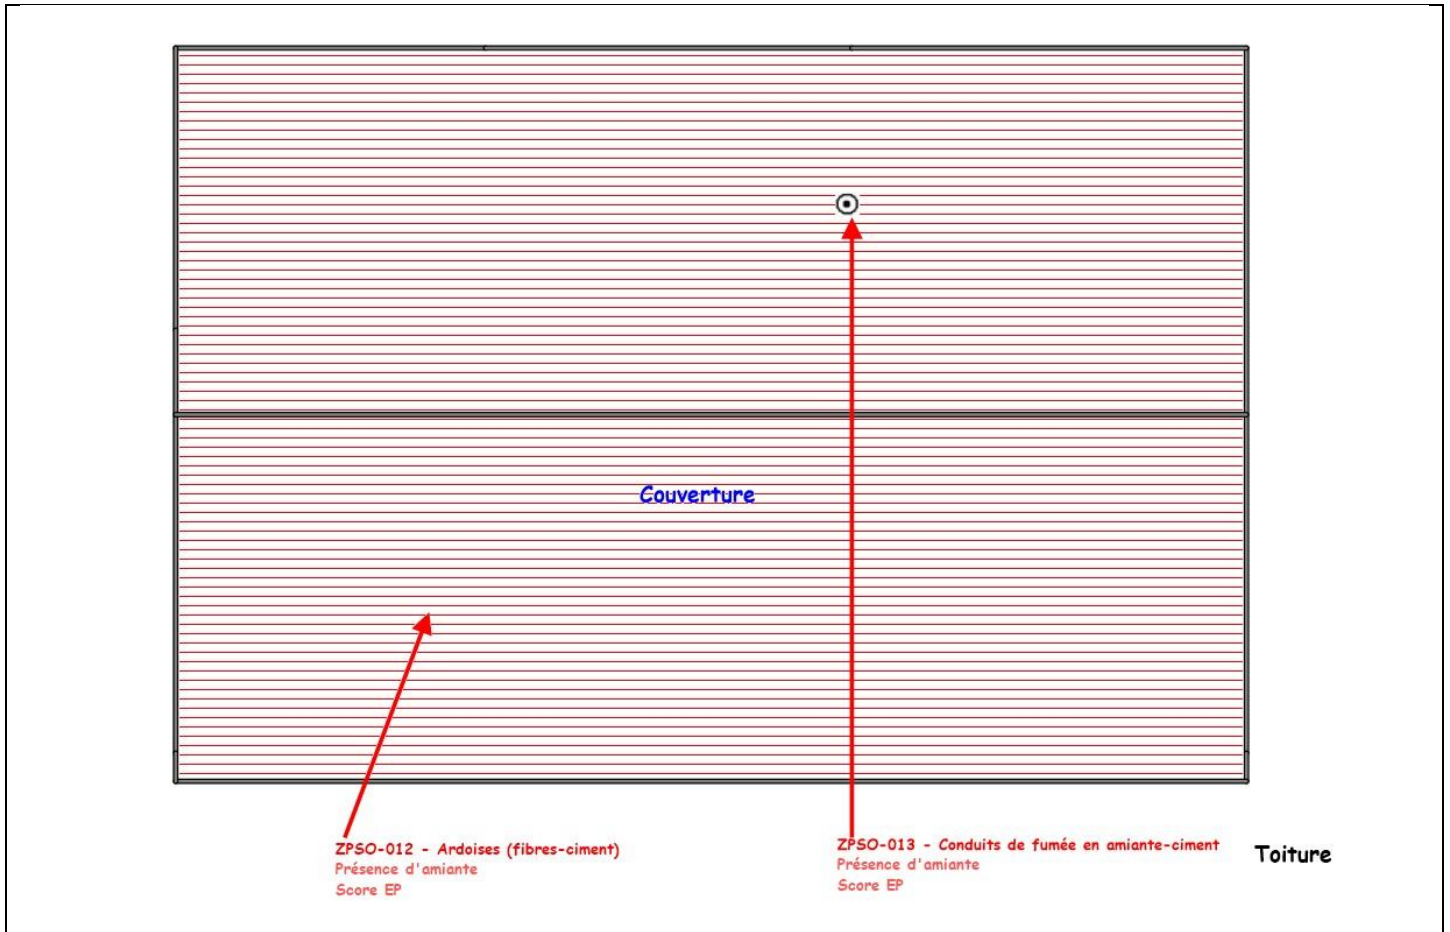 Couverture
ZPSO-012 - Ardoises (fibres-ciment)
Présence d'amiante
Score EP
ZPSO-013 - Conduits de fumée en amiante-ciment
Présence d'amiante
Score EP
Toiture